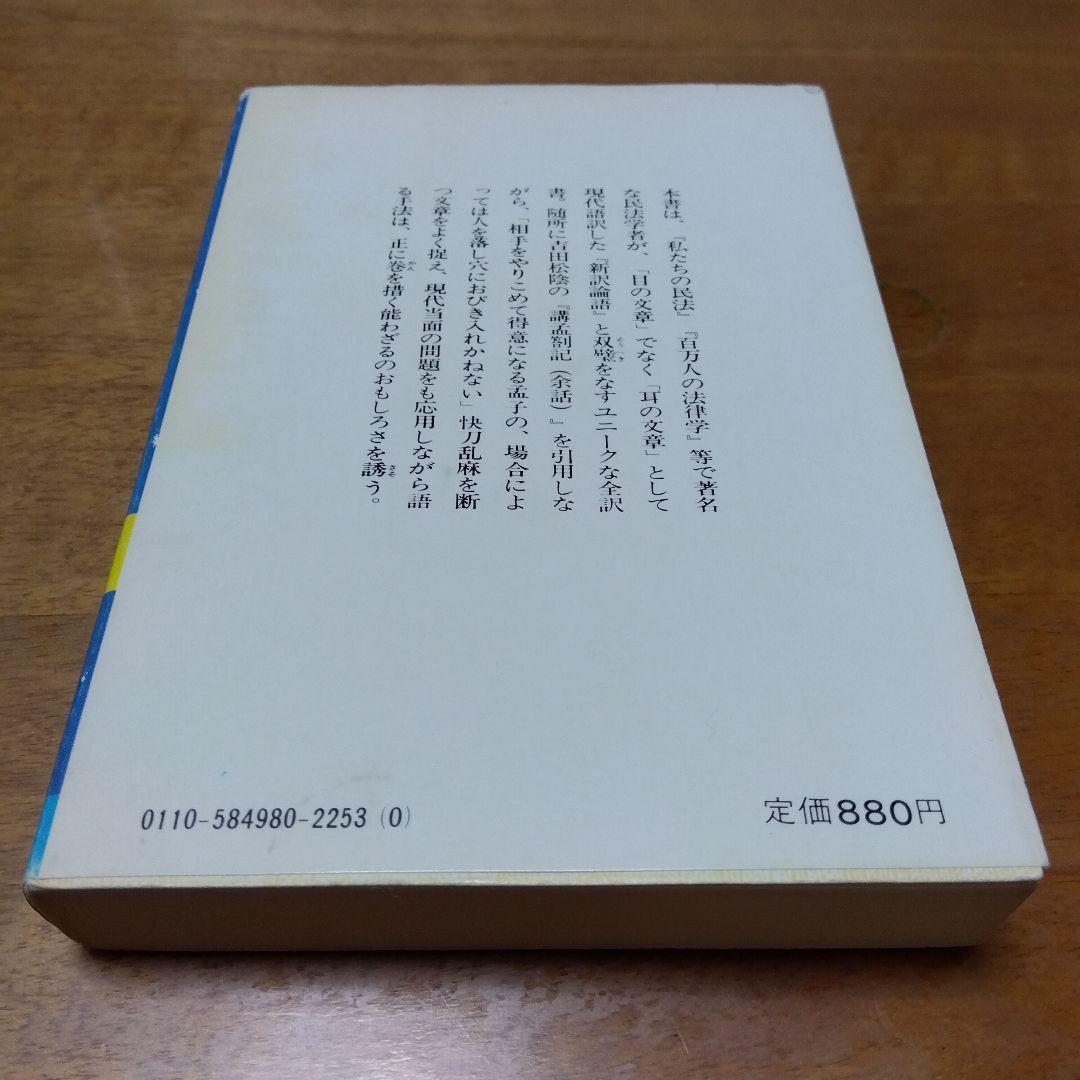 本書は、『私たちの民法』『百万人の法律学』等で著名
な民法学者が、「目の文章」でなく「耳の文章」として
現代語訳した『新訳論語』と双璧をなすユニークな全訳
書。随所に吉田松陰の『講孟劄記（余話）』を引用しな
がら、「相手をやりこめて得意になる孟子の、場合によ
っては人を落し穴におびき入れかねない」快刀乱麻を断
つ文章をよく捉え、現代当面の問題をも応用しながら語
る手法は、正に巻を措く能わざるのおもしろさを誘う。
0110-584980-2253 (0)
定価880円